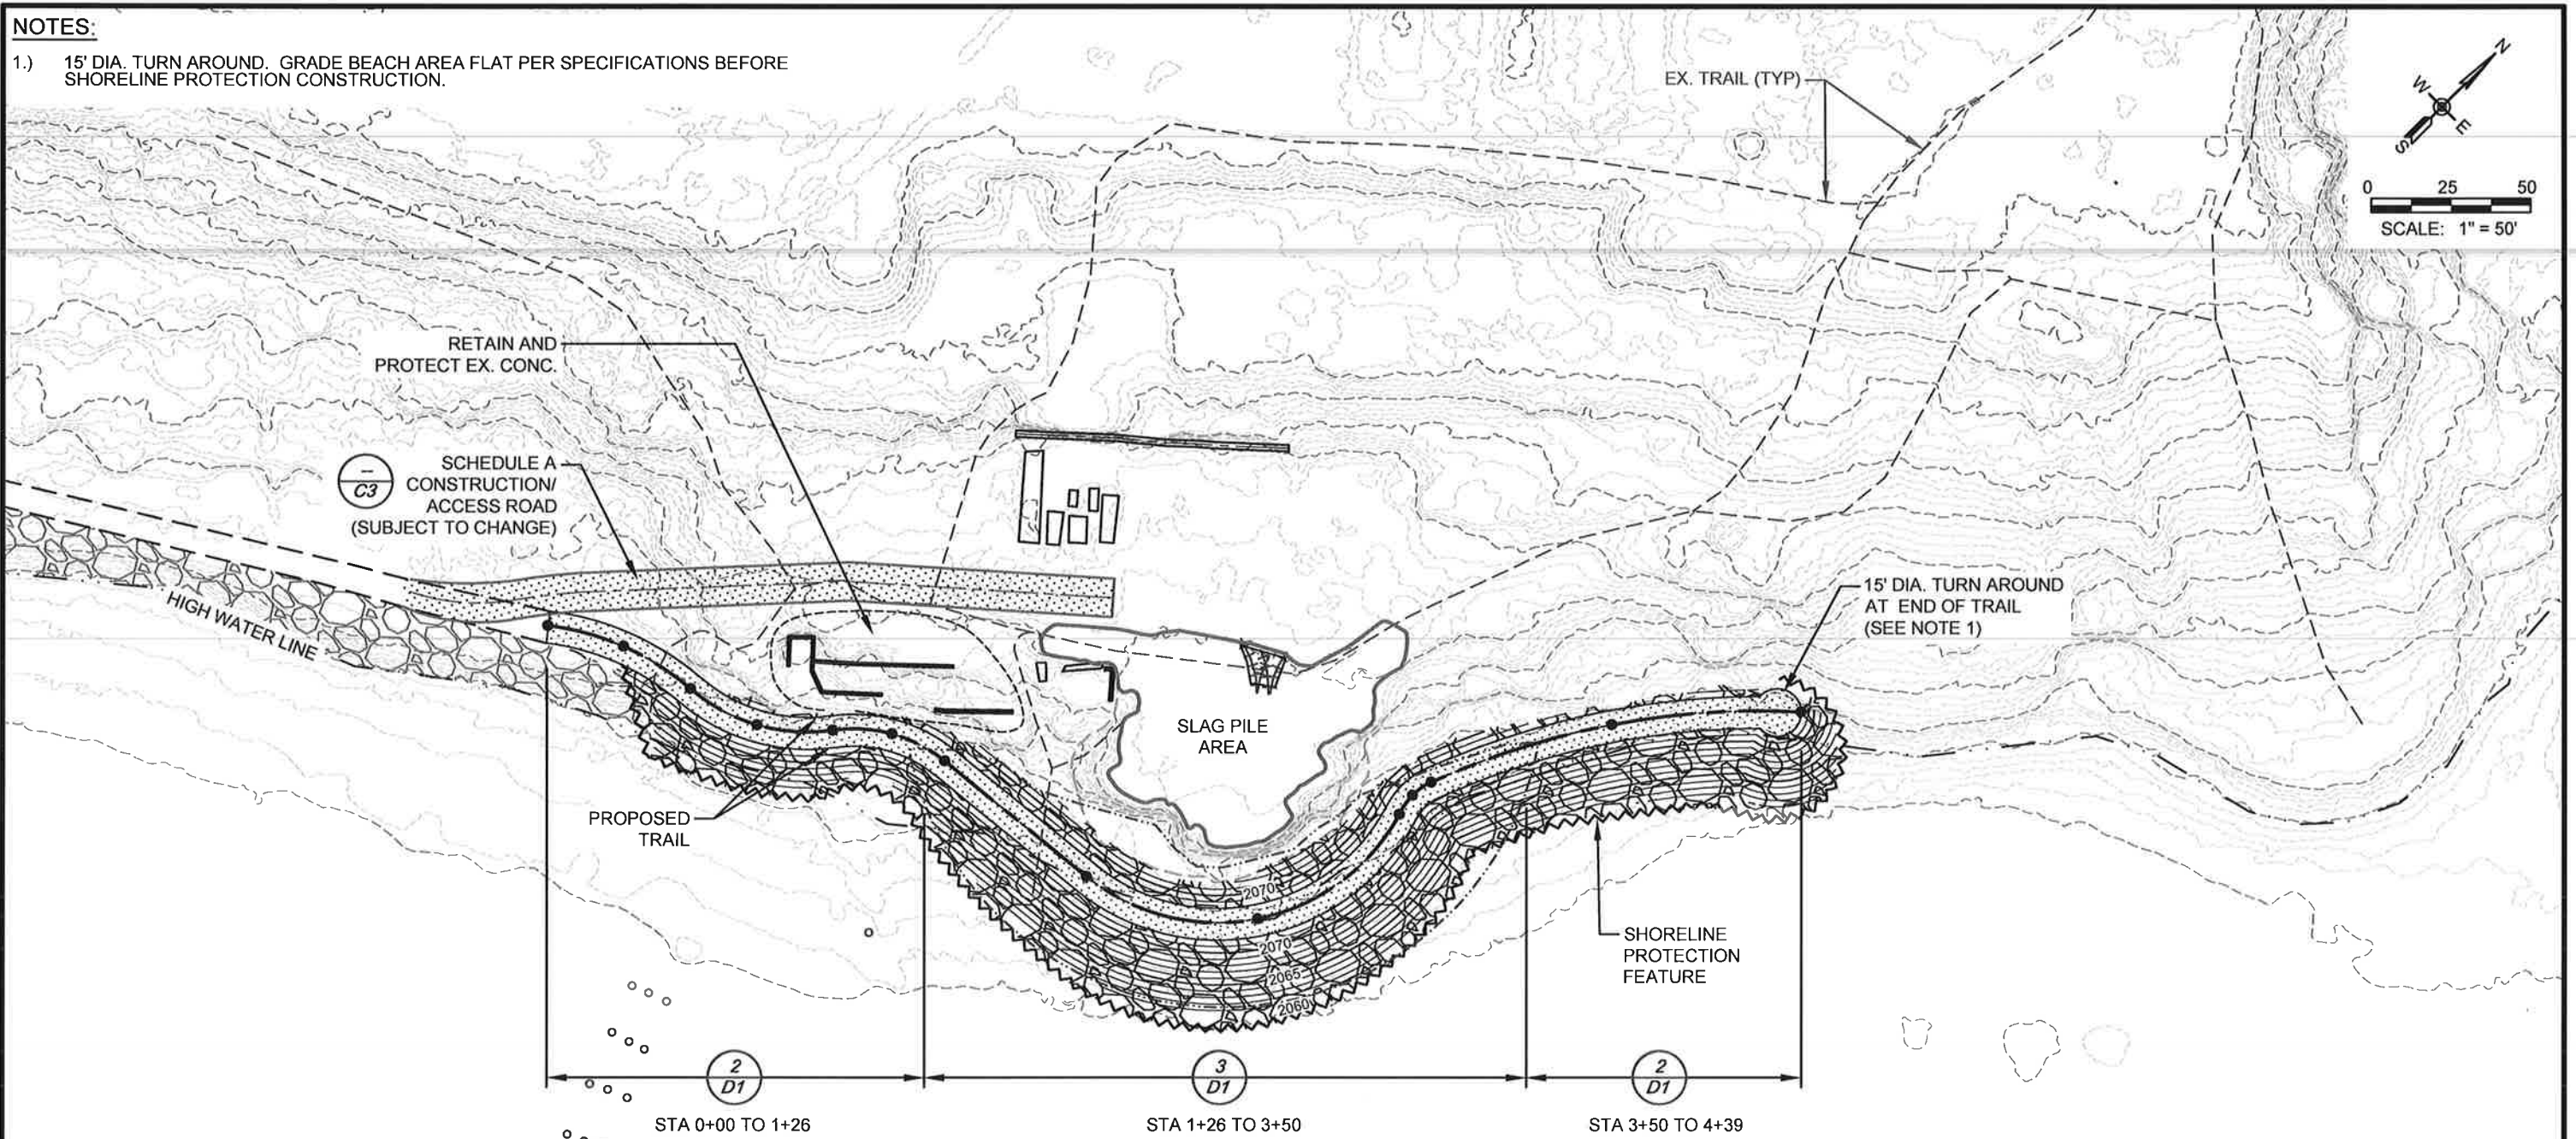 NOTES:
1.) 15' DIA. TURN AROUND. GRADE BEACH AREA FLAT PER SPECIFICATIONS BEFORE
SHORELINE PROTECTION CONSTRUCTION.
EX. TRAIL (TYP)
N
W
E
S
0 25 50
SCALE: 1" = 50'
RETAIN AND
PROTECT EX. CONC.
–
C3
SCHEDULE A
CONSTRUCTION/
ACCESS ROAD
(SUBJECT TO CHANGE)
HIGH WATER LINE
15' DIA. TURN AROUND
AT END OF TRAIL
(SEE NOTE 1)
SLAG PILE
AREA
PROPOSED
TRAIL
2070
2070
2065
2060
SHORELINE
PROTECTION
FEATURE
2
D1
3
D1
2
D1
STA 0+00 TO 1+26
STA 1+26 TO 3+50
STA 3+50 TO 4+39